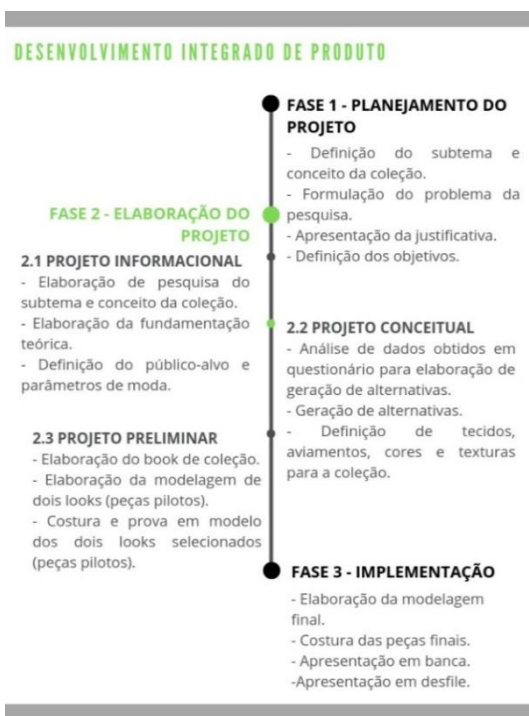 DESENVOLVIMENTO INTEGRADO DE PRODUTO
FASE 1 - PLANEJAMENTO DO
PROJETO
- Definição do subtema e
conceito da coleção.
- Formulação do problema da
pesquisa.
- Apresentação da justificativa.
- Definição dos objetivos.
FASE 2 - ELABORAÇÃO DO
PROJETO
2.1 PROJETO INFORMACIONAL
- Elaboração de pesquisa do
subtema e conceito da coleção.
- Elaboração da fundamentação
teórica.
- Definição do público-alvo e
parâmetros de moda.
2.2 PROJETO CONCEITUAL
- Análise de dados obtidos em
questionário para elaboração de
geração de alternativas.
- Geração de alternativas.
- Definição de tecidos,
aviamentos, cores e texturas
para a coleção.
2.3 PROJETO PRELIMINAR
- Elaboração do book de coleção.
- Elaboração da modelagem de
dois looks (peças pilotos).
- Costura e prova em modelo
dos dois looks selecionados
(peças pilotos).
FASE 3 - IMPLEMENTAÇÃO
- Elaboração da modelagem
final.
- Costura das peças finais.
- Apresentação em banca.
-Apresentação em desfile.